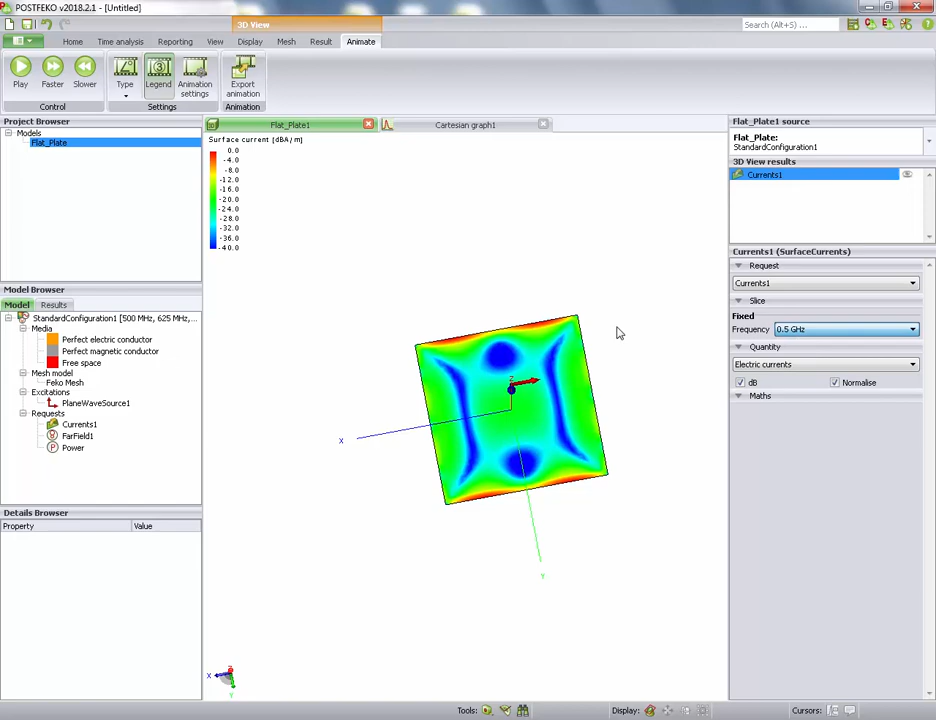 POSTFEKO v2018.2.1 - [Untitled]
3D View
Search (Alt+S) ...
Home
Time analysis
Reporting
View
Display
Mesh
Result
Animate
Play
Faster
Slower
Type
Legend
Animation settings
Export animation
Control
Settings
Animation
Project Browser
Models
Flat_Plate
Flat_Plate1
Cartesian graph1
Surface current [dBA/m]
0.0
-4.0
-8.0
-12.0
-16.0
-20.0
-24.0
-28.0
-32.0
-36.0
-40.0
Z
X
Y
X
Y
Model Browser
Model
Results
StandardConfiguration1 [500 MHz, 625 MHz,...
Media
Perfect electric conductor
Perfect magnetic conductor
Free space
Mesh model
Feko Mesh
Excitations
PlaneWaveSource1
Requests
Currents1
FarField1
Power
Details Browser
Property
Value
Flat_Plate1 source
Flat_Plate:
StandardConfiguration1
3D View results
Currents1
Currents1 (SurfaceCurrents)
Request
Currents1
Slice
Fixed
Frequency
0.5 GHz
Quantity
Electric currents
dB
Normalise
Maths
Tools:
Display:
Cursors: